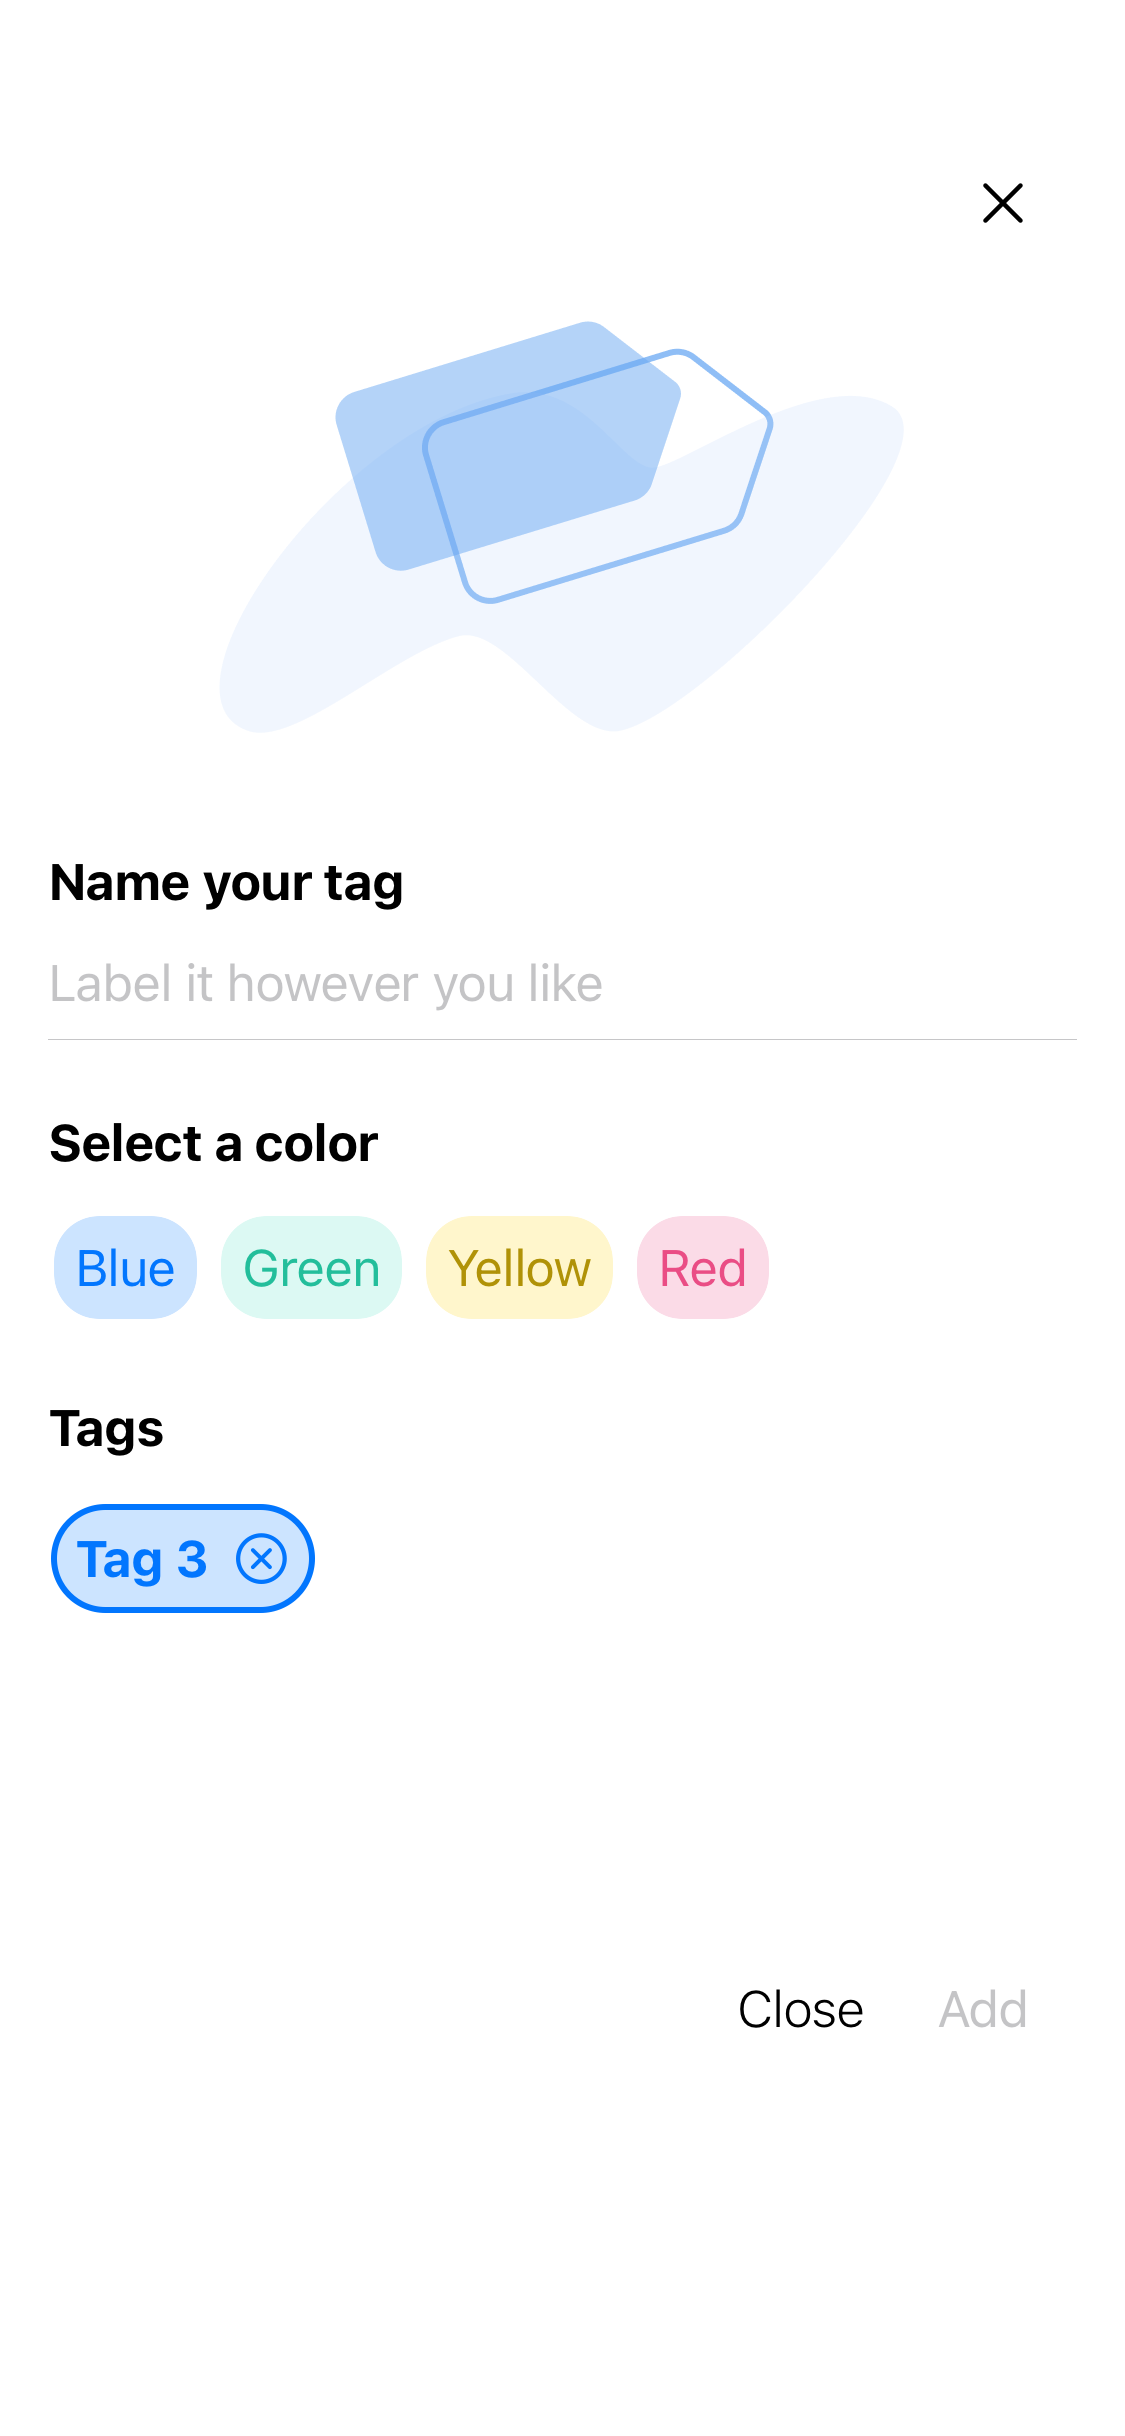 Name your tag
Label it however you like
Select a color
Blue Green Yellow Red
Tags
Tag 3
Close Add